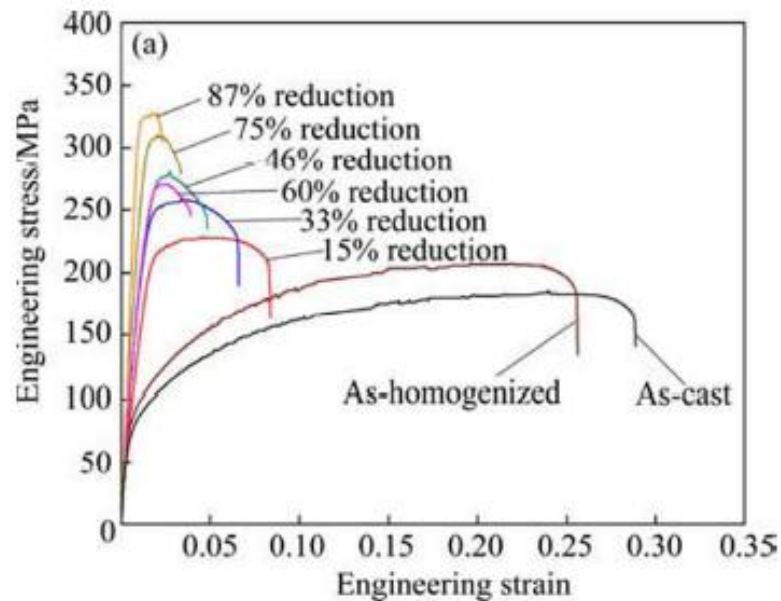 (a)
Engineering stress/MPa
400
350
300
250
200
150
100
50
0
87% reduction
75% reduction
46% reduction
60% reduction
33% reduction
15% reduction
As-homogenized
As-cast
0.05 0.10 0.15 0.20 0.25 0.30 0.35
Engineering strain